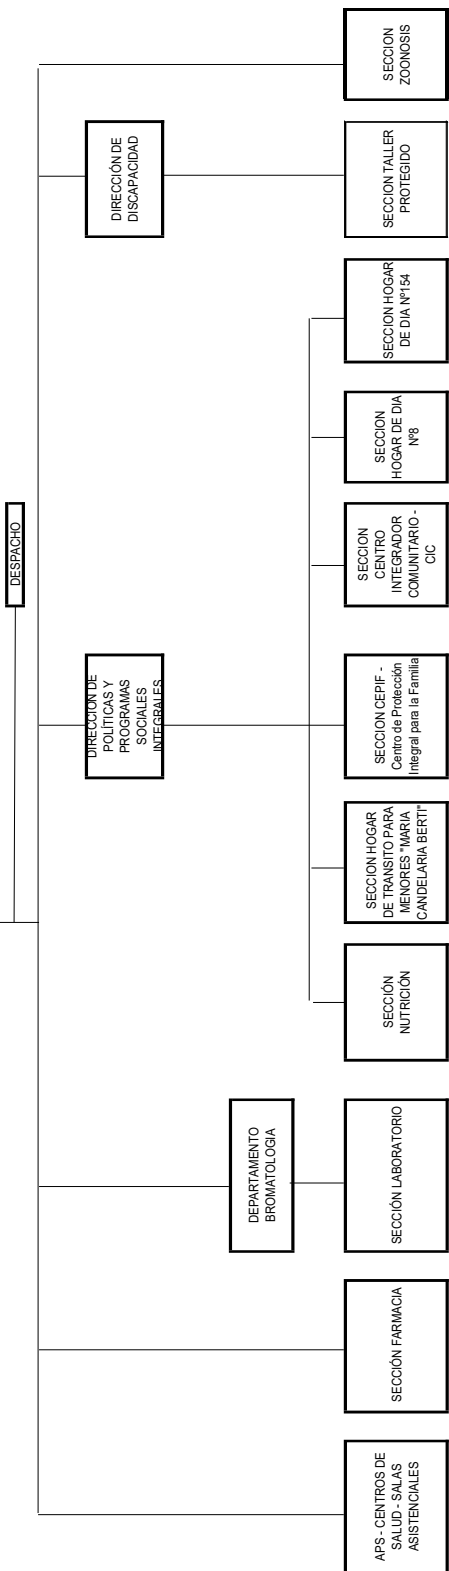 DESPACHO
DIRECCIÓN DE
DISCAPACIDAD
DIRECCIÓN DE
POLÍTICAS Y
PROGRAMAS
SOCIALES
INTEGRALES
DEPARTAMENTO
BROMATOLOGIA
APS - CENTROS DE
SALUD - SALAS
ASISTENCIALES
SECCIÓN FARMACIA
SECCIÓN LABORATORIO
SECCIÓN
NUTRICIÓN
SECCION HOGAR
DE TRANSITO PARA
MENORES "MARIA
CANDELARIA BERTI"
SECCION CEPIF -
Centro de Protección
Integral para la Familia
SECCION
CENTRO
INTEGRADOR
COMUNITARIO -
CIC
SECCION
HOGAR DE DIA
Nº8
SECCION HOGAR
DE DIA Nº154
SECCION TALLER
PROTEGIDO
SECCION
ZOONOSIS